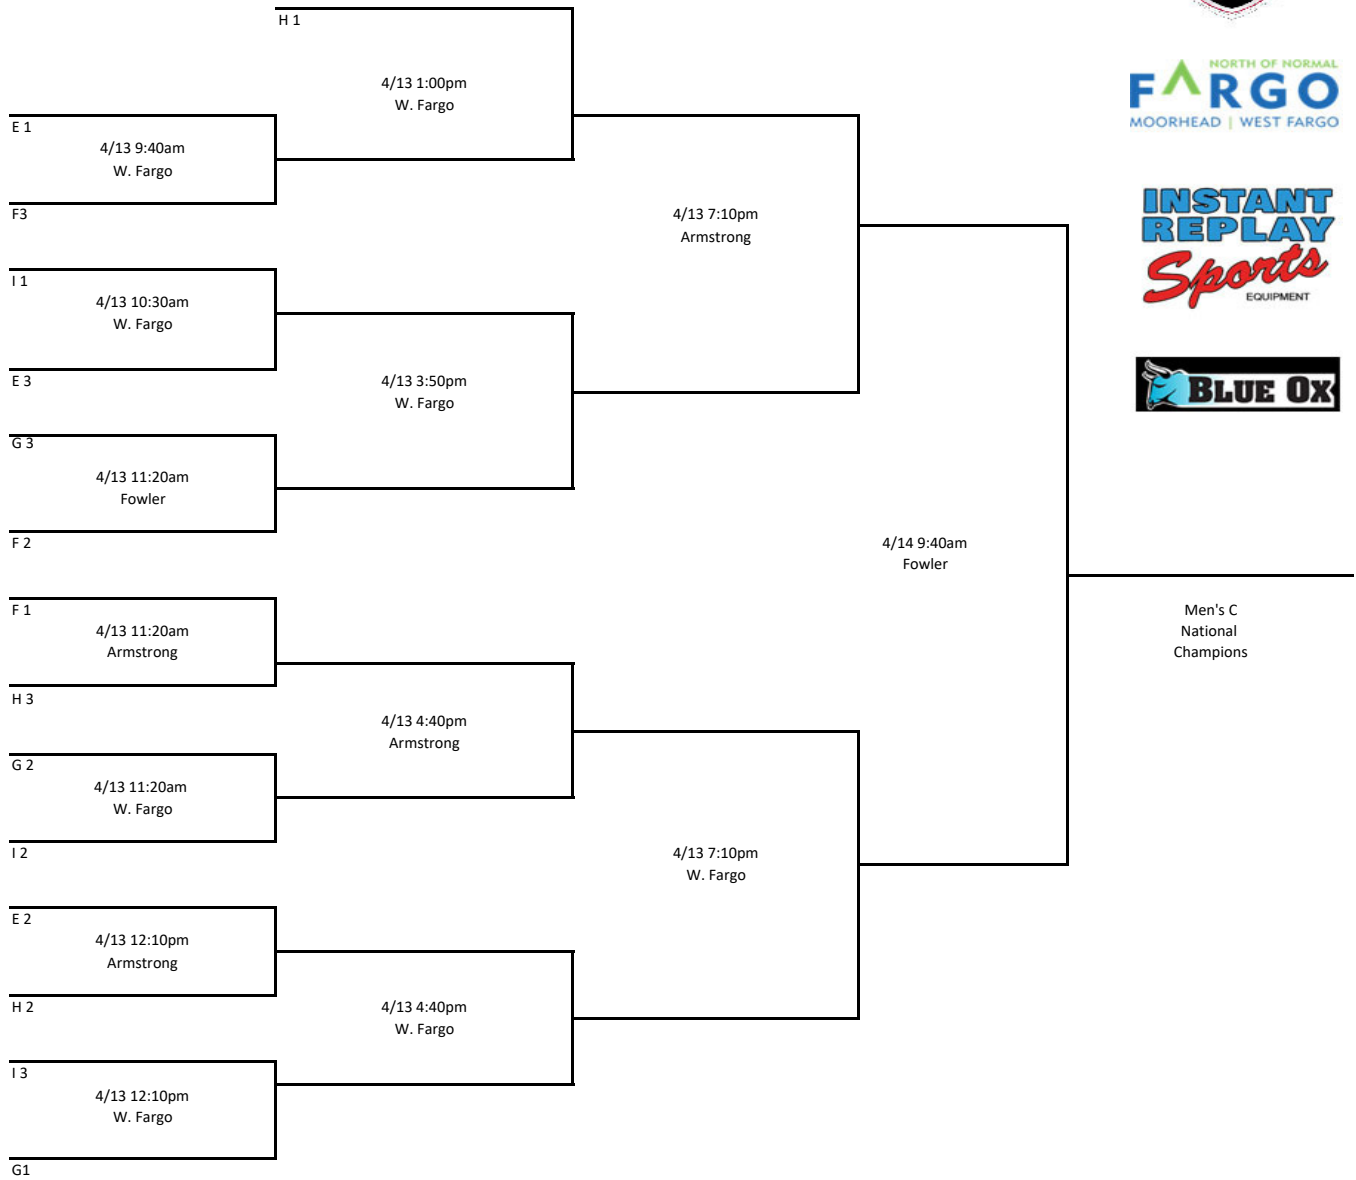 H 1
4/13 1:00pm
W. Fargo
E 1
4/13 9:40am
W. Fargo
F3
4/13 7:10pm
Armstrong
I 1
4/13 10:30am
W. Fargo
E 3
4/13 3:50pm
W. Fargo
G 3
4/13 11:20am
Fowler
F 2
4/14 9:40am
Fowler
F 1
4/13 11:20am
Armstrong
H 3
4/13 4:40pm
Armstrong
G 2
4/13 11:20am
W. Fargo
I 2
4/13 7:10pm
W. Fargo
E 2
4/13 12:10pm
Armstrong
H 2
4/13 4:40pm
W. Fargo
I 3
4/13 12:10pm
W. Fargo
G1
Men's C
National
Champions
NORTH OF NORMAL
FARGO
MOORHEAD | WEST FARGO
INSTANT
REPLAY
Sports
EQUIPMENT
BLUE OX